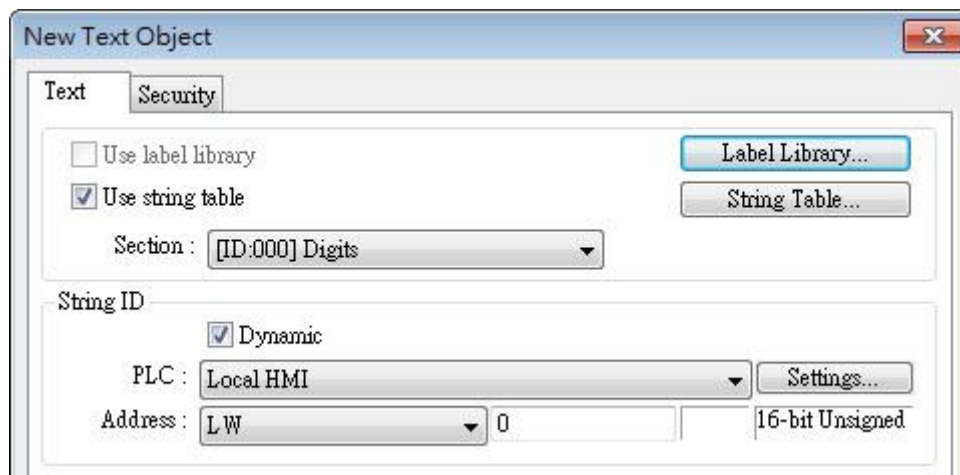 New Text Object
Text Security
Use label library Label Library...
Use string table String Table...
Section : [ID:000] Digits
String ID
Dynamic
PLC : Local HMI Settings...
Address : LW 0 16-bit Unsigned